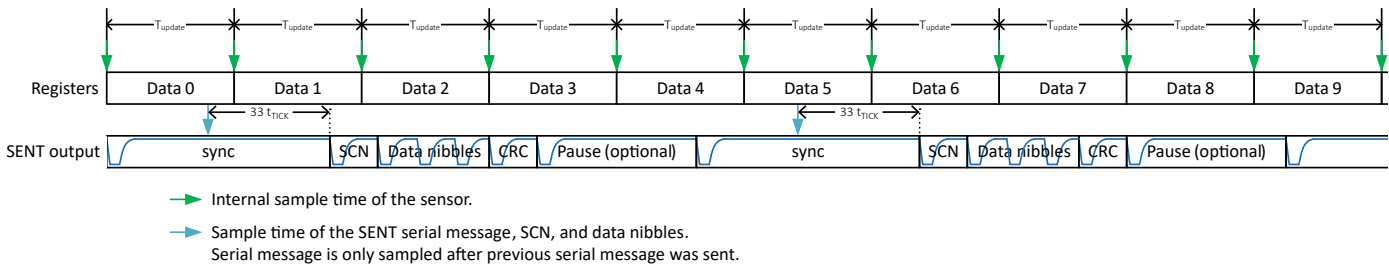 Tupdate Tupdate Tupdate Tupdate Tupdate Tupdate Tupdate Tupdate Tupdate Tupdate
Registers Data 0 Data 1 Data 2 Data 3 Data 4 Data 5 Data 6 Data 7 Data 8 Data 9
33 tTICK 33 tTICK
SENT output sync SCN Data nibbles CRC Pause (optional) sync SCN Data nibbles CRC Pause (optional)
Internal sample time of the sensor.
Sample time of the SENT serial message, SCN, and data nibbles.
Serial message is only sampled after previous serial message was sent.